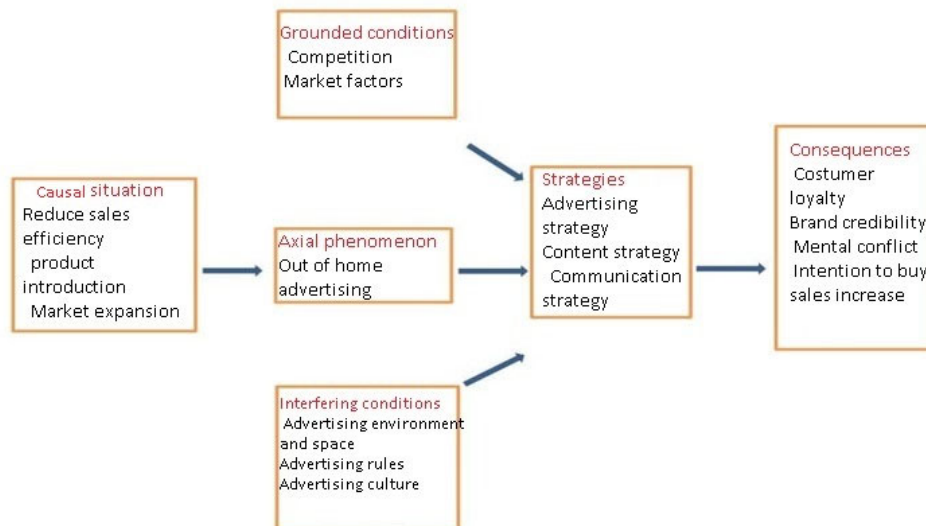 Grounded conditions
Competition
Market factors
Causal situation
Reduce sales
efficiency
product
introduction
Market expansion
Axial phenomenon
Out of home
advertising
Interfering conditions
Advertising environment
and space
Advertising rules
Advertising culture
Strategies
Advertising
strategy
Content strategy
Communication
strategy
Consequences
Costumer
loyalty
Brand credibility
Mental conflict
Intention to buy
sales increase